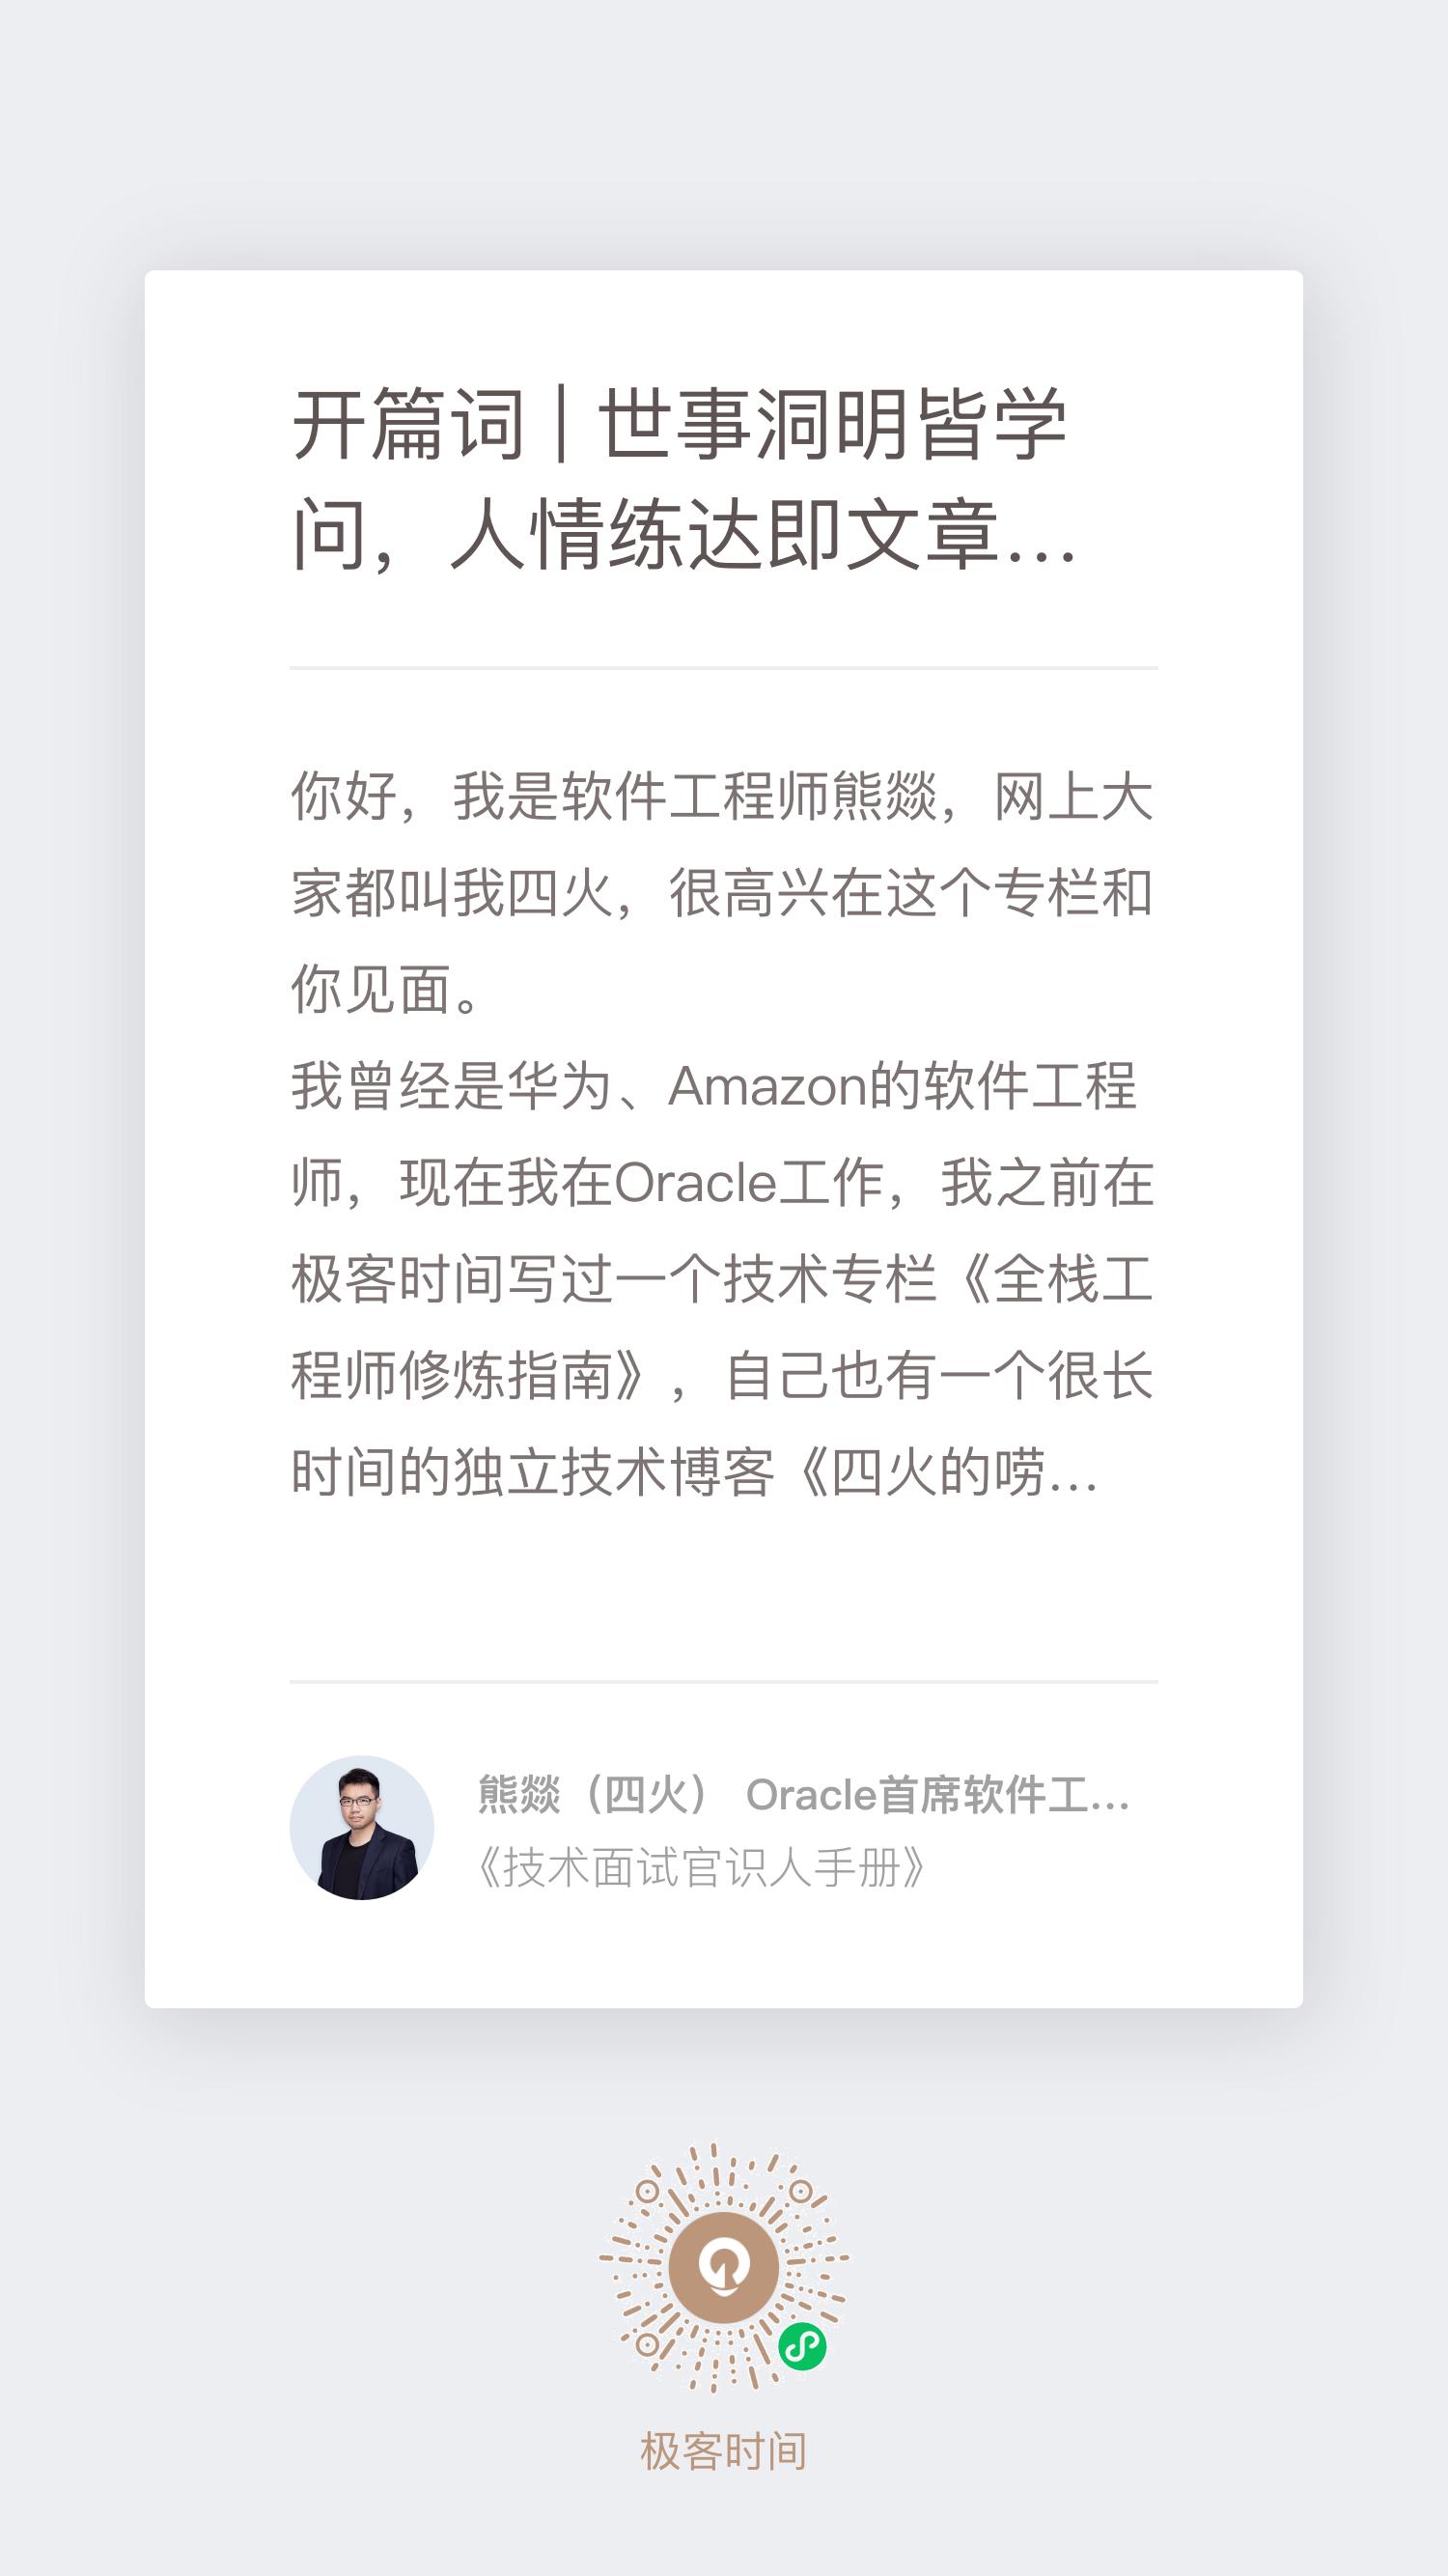 开篇词 | 世事洞明皆学
问，人情练达即文章…
你好，我是软件工程师熊燚，网上大
家都叫我四火，很高兴在这个专栏和
你见面。
我曾经是华为、Amazon的软件工程
师，现在我在Oracle工作，我之前在
极客时间写过一个技术专栏《全栈工
程师修炼指南》，自己也有一个很长
时间的独立技术博客《四火的唠…
熊燚（四火） Oracle首席软件工…
《技术面试官识人手册》
极客时间